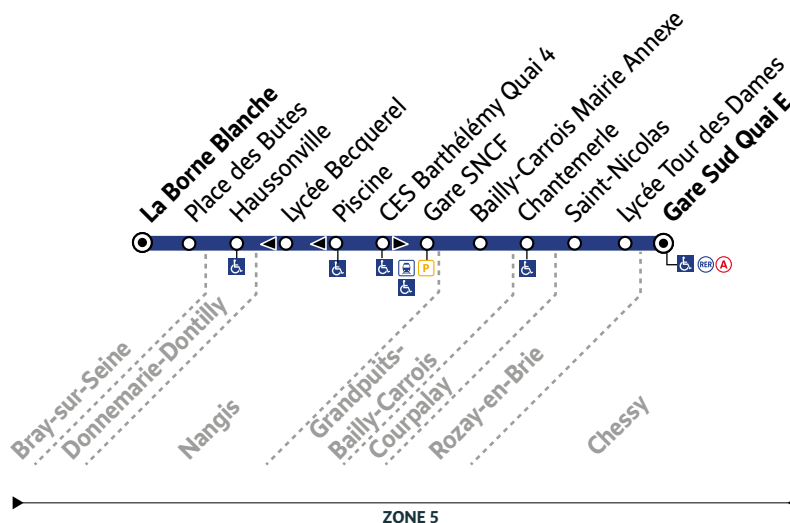 La Borne Blanche
Place des Butes
Haussonville
Lycée Becquerel
Piscine
CES Barthélémy Quai 4
Gare SNCF
Bailly-Carrois Mairie Annexe
Chantemerle
Saint-Nicolas
Lycée Tour des Dames
Gare Sud Quai E
P
RER
A
Bray-sur-Seine
Donnemarie-Dontilly
Nangis
Grandpuits-
Bailly-Carrois
Courpalay
Rozay-en-Brie
Chessy
ZONE 5